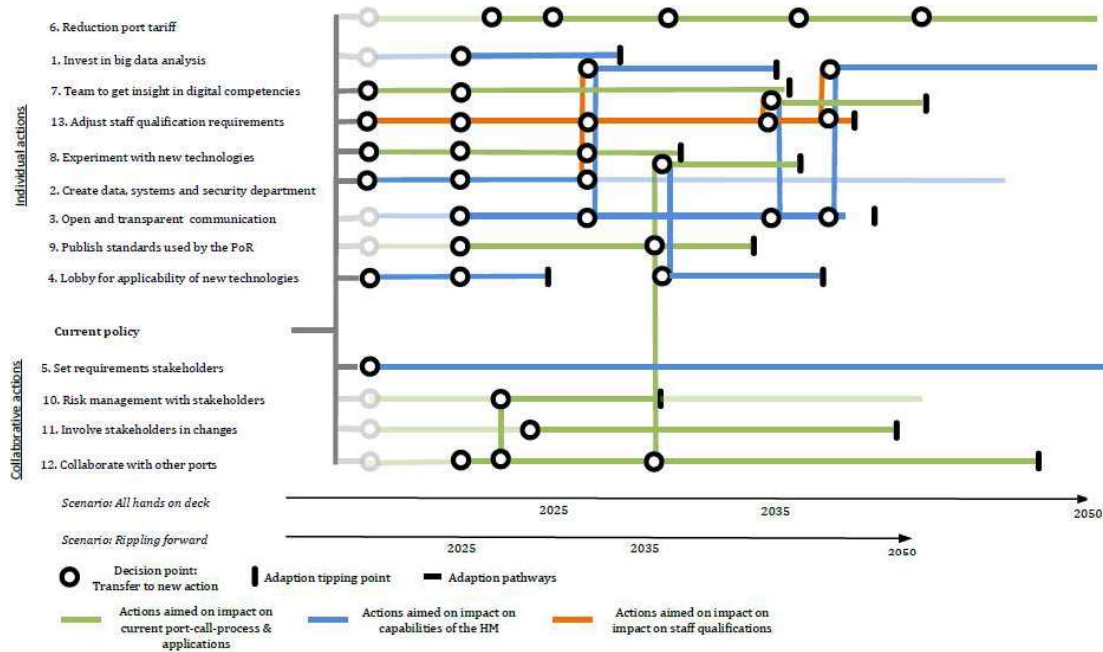 6. Reduction port tariff
1. Invest in big data analysis
7. Team to get insight in digital competencies
13. Adjust staff qualification requirements
8. Experiment with new technologies
2. Create data, systems and security department
3. Open and transparent communication
9. Publish standards used by the PoR
4. Lobby for applicability of new technologies
Individual actions
Current policy
5. Set requirements stakeholders
10. Risk management with stakeholders
11. Involve stakeholders in changes
12. Collaborate with other ports
Collaborative actions
Scenario: All hands on deck
2025
2035
2050
Scenario: Rippling forward
2025
2035
2050
Decision point:
Transfer to new action
Adaption tipping point
Adaption pathways
Actions aimed on impact on
current port-call-process &
applications
Actions aimed on impact on
capabilities of the HM
Actions aimed on impact on
impact on staff qualifications